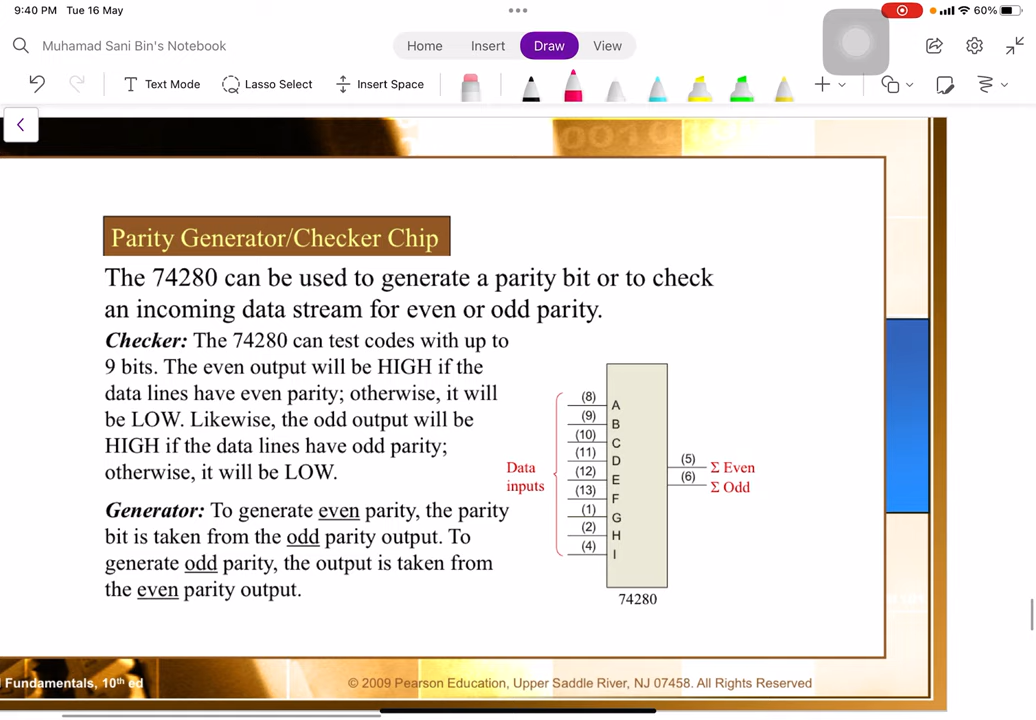 9:40 PM Tue 16 May
60%
Muhamad Sani Bin's Notebook
Home Insert Draw View
Text Mode Lasso Select Insert Space
Parity Generator/Checker Chip
The 74280 can be used to generate a parity bit or to check
an incoming data stream for even or odd parity.
Checker: The 74280 can test codes with up to
9 bits. The even output will be HIGH if the
data lines have even parity; otherwise, it will
be LOW. Likewise, the odd output will be
HIGH if the data lines have odd parity;
otherwise, it will be LOW.
Generator: To generate even parity, the parity
bit is taken from the odd parity output. To
generate odd parity, the output is taken from
the even parity output.
Data
inputs
(8) A
(9) B
(10) C
(11) D
(12) E
(13) F
(1) G
(2) H
(4) I
(5) Σ Even
(6) Σ Odd
74280
Fundamentals, 10th ed
© 2009 Pearson Education, Upper Saddle River, NJ 07458. All Rights Reserved